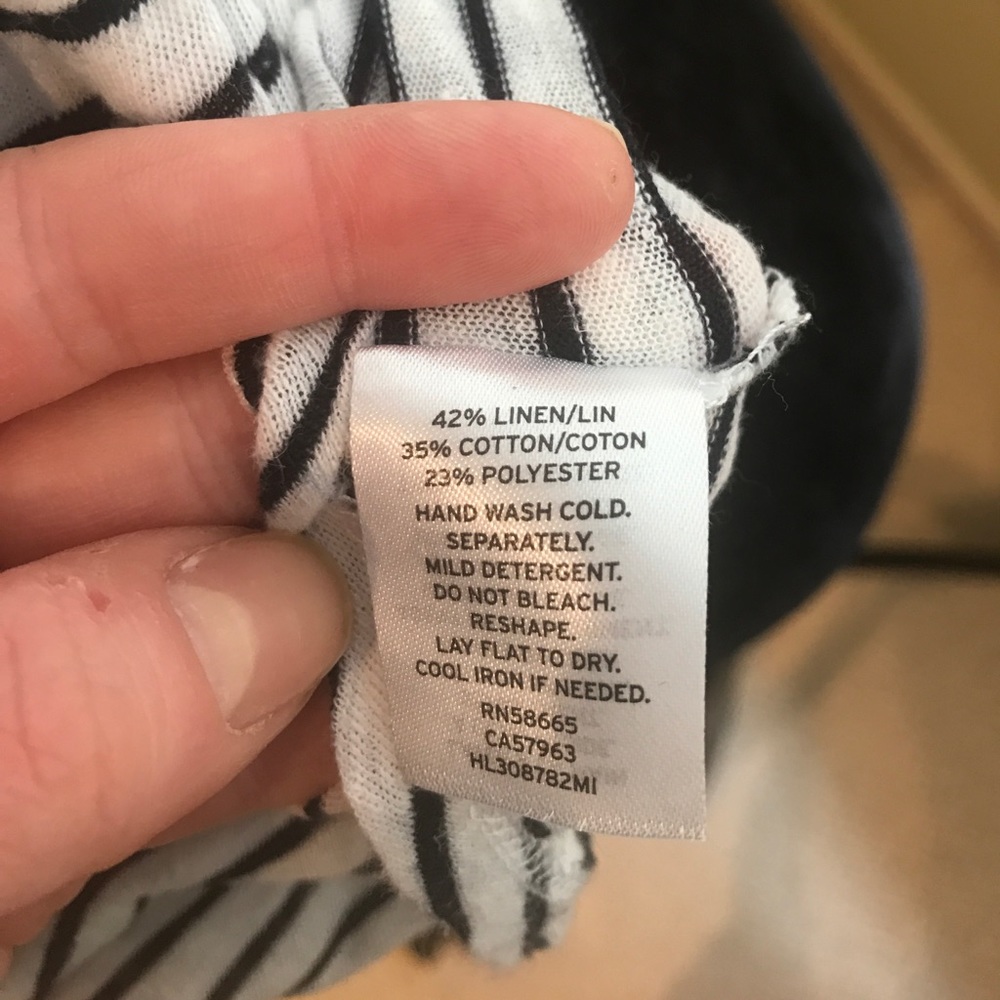 42% LINEN/LIN
35% COTTON/COTON
23% POLYESTER
HAND WASH COLD.
SEPARATELY.
MILD DETERGENT.
DO NOT BLEACH.
RESHAPE.
LAY FLAT TO DRY.
COOL IRON IF NEEDED.
RN58665
CA57963
HL308782MI